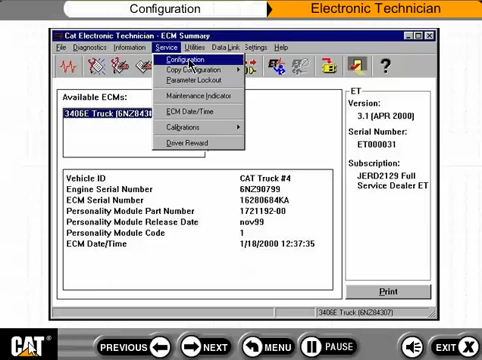 Configuration
Electronic Technician
Cat Electronic Technician - ECM Summary
File Diagnostics Information Service Utilities Data Link Settings Help
Configuration
Copy Configuration
Parameter Lockout
Maintenance Indicator
ECM Date/Time
Calibrations
Driver Reward
?
Available ECMs:
3406E Truck (6NZ84307)
ET
Version:
3.1 (APR 2000)
Serial Number:
ET000031
Subscription:
JERD2129 Full
Service Dealer ET
Vehicle ID CAT Truck #4
Engine Serial Number 6NZ90799
ECM Serial Number 16280684KA
Personality Module Part Number 1721192-00
Personality Module Release Date nov99
Personality Module Code 1
ECM Date/Time 1/18/2000 12:37:35
Print
3406E Truck (6NZ84307)
CAT PREVIOUS NEXT MENU PAUSE EXIT